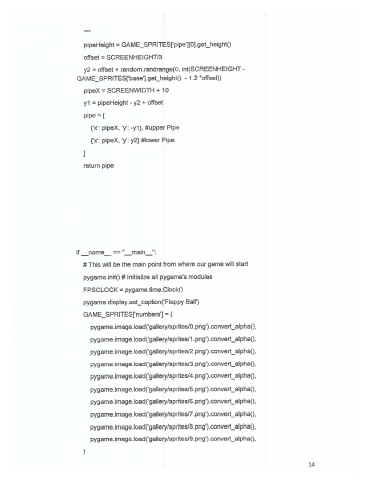 """
pipeHeight = GAME_SPRITES['pipe'][0].get_height()
offset = SCREENHEIGHT/3
y2 = offset + random.randrange(0, int(SCREENHEIGHT -
GAME_SPRITES['base'].get_height() - 1.2 *offset))
pipeX = SCREENWIDTH + 10
y1 = pipeHeight - y2 + offset
pipe = [
{'x': pipeX, 'y': -y1}, #upper Pipe
{'x': pipeX, 'y': y2} #lower Pipe
]
return pipe
if __name__ == "__main__":
# This will be the main point from where our game will start
pygame.init() # Initialize all pygame's modules
FPSCLOCK = pygame.time.Clock()
pygame.display.set_caption('Flappy Ball')
GAME_SPRITES['numbers'] = (
pygame.image.load('gallery/sprites/0.png').convert_alpha(),
pygame.image.load('gallery/sprites/1.png').convert_alpha(),
pygame.image.load('gallery/sprites/2.png').convert_alpha(),
pygame.image.load('gallery/sprites/3.png').convert_alpha(),
pygame.image.load('gallery/sprites/4.png').convert_alpha(),
pygame.image.load('gallery/sprites/5.png').convert_alpha(),
pygame.image.load('gallery/sprites/6.png').convert_alpha(),
pygame.image.load('gallery/sprites/7.png').convert_alpha(),
pygame.image.load('gallery/sprites/8.png').convert_alpha(),
pygame.image.load('gallery/sprites/9.png').convert_alpha(),
)
14